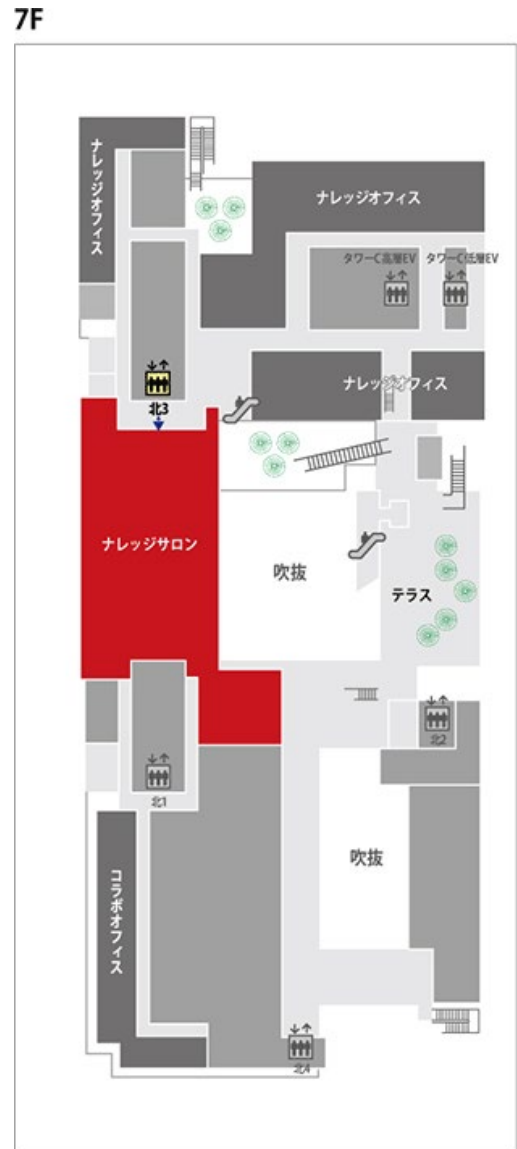 7F
ナレッジオフィス
ナレッジオフィス
タワーC高層EV
タワーC低層EV
北3
ナレッジオフィス
ナレッジサロン
吹抜
テラス
北2
北1
吹抜
コラボオフィス
北4